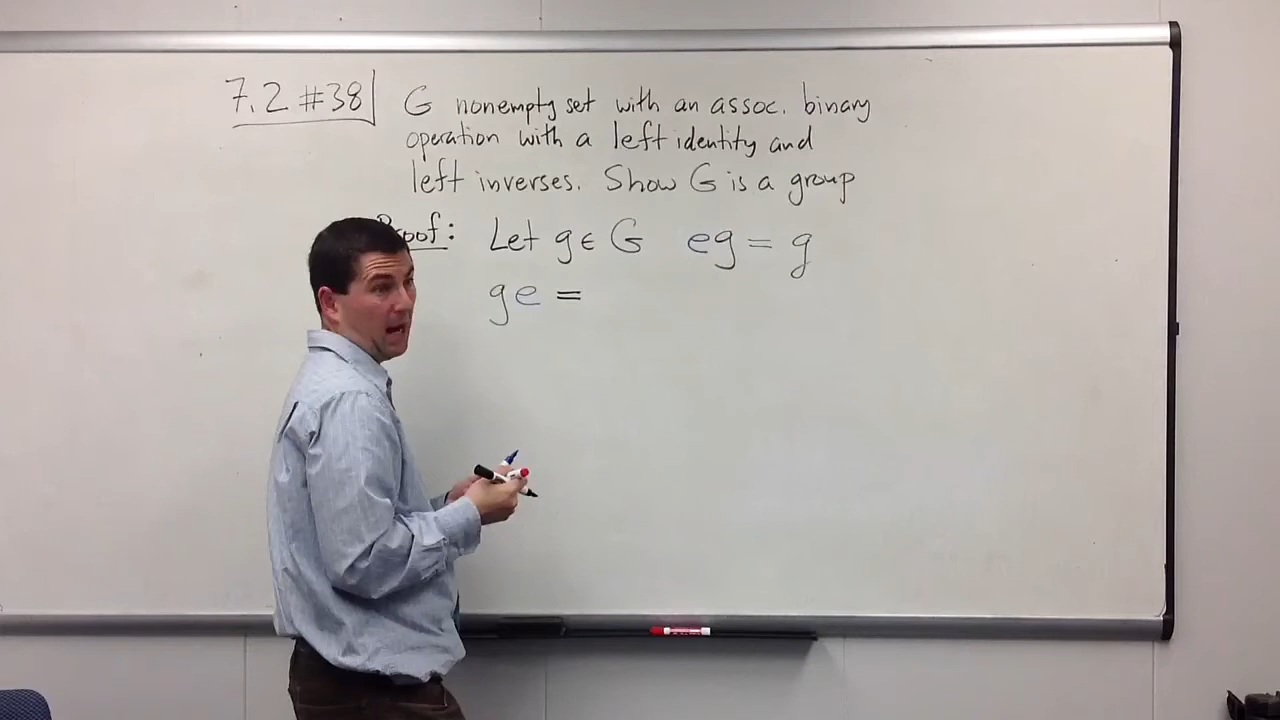 7.2 #38 G nonempty set with an assoc. binary
operation with a left identity and
left inverses. Show G is a group
Proof: Let g ∈ G eg = g
ge =